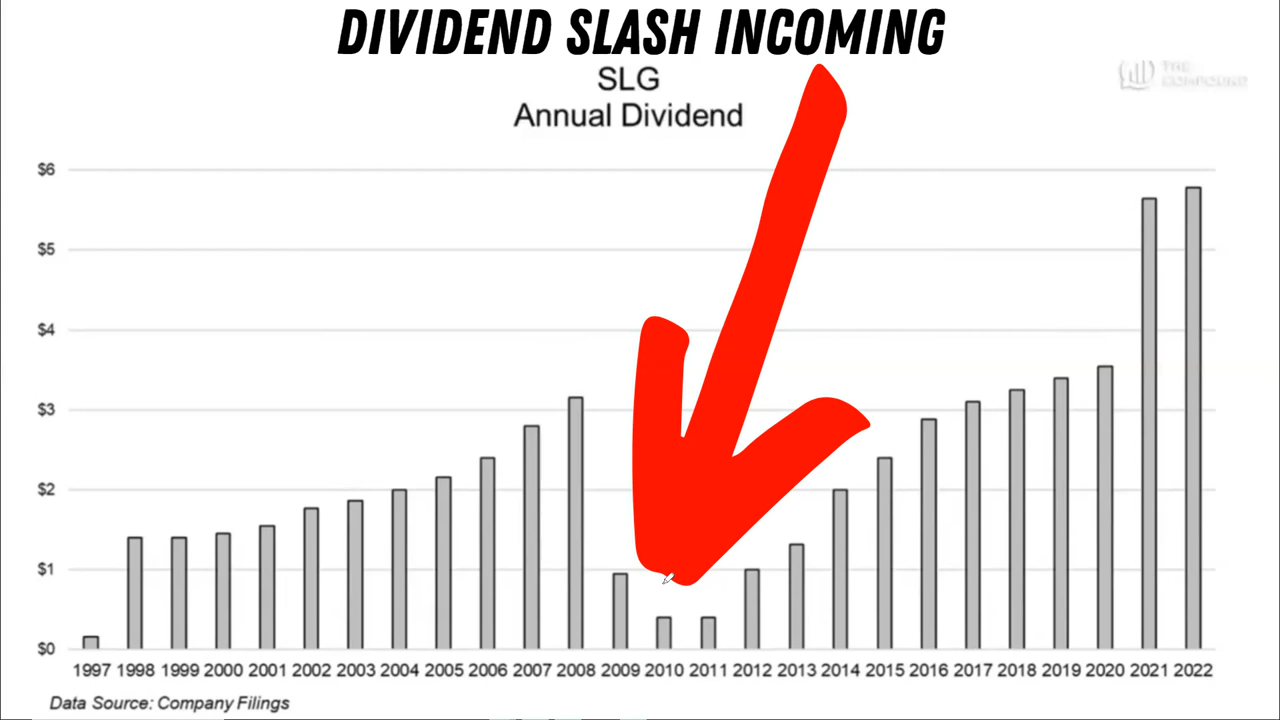 DIVIDEND SLASH INCOMING
SLG
THE
COMPOUND
Annual Dividend
$6
$5
$4
$3
$2
$1
$0
1997 1998 1999 2000 2001 2002 2003 2004 2005 2006 2007 2008 2009 2010 2011 2012 2013 2014 2015 2016 2017 2018 2019 2020 2021 2022
Data Source: Company Filings